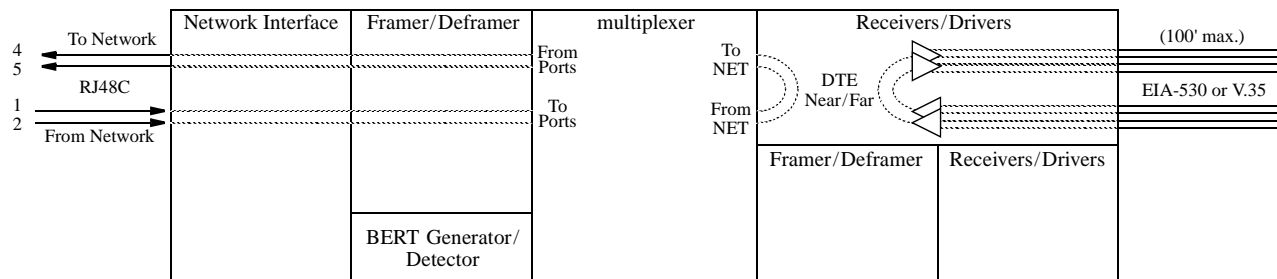 Network Interface
Framer/Deframer
multiplexer
Receivers/Drivers
4
5
To Network
RJ48C
1
2
From Network
From
Ports
To
Ports
To
NET
From
NET
DTE
Near/Far
(100' max.)
EIA-530 or V.35
Framer/Deframer
Receivers/Drivers
BERT Generator/
Detector